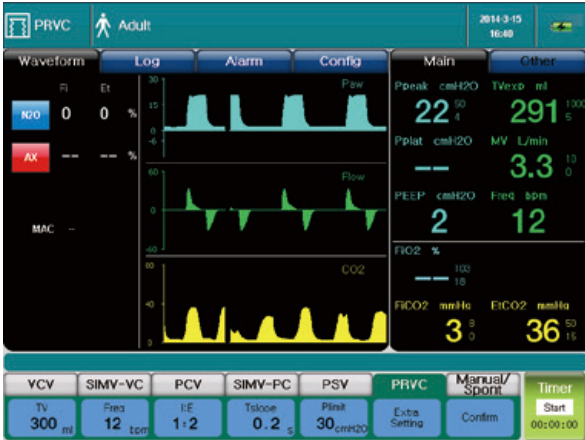 PRVC
Adult
2014-3-15
16:40
Waveform
Log
Alarm
Config
Main
Other
Fi
Et
N2O
0
0
%
AX
--
--
%
MAC
--
30
15
0
-6
Paw
60
0
-60
Flow
80
40
0
CO2
Ppeak cmH2O
22
50
4
TVexp ml
291
1000
5
Pplat cmH2O
--
MV L/min
3.3
10
0
PEEP cmH2O
2
Freq bpm
12
FiO2 %
--
103
18
FiCO2 mmHg
3
8
0
EtCO2 mmHg
36
50
15
VCV
SIMV-VC
PCV
SIMV-PC
PSV
PRVC
Manual/
Spont
Timer
TV
300 ml
Freq
12 bpm
I:E
1:2
Tslope
0.2 s
Plimit
30 cmH2O
Extra
Setting
Confirm
Start
00:00:00